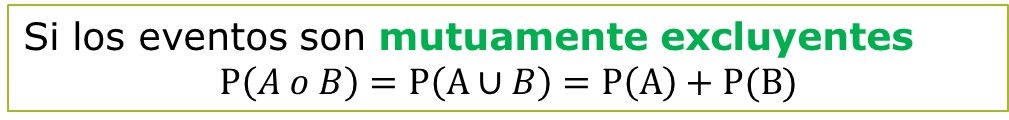 Si los eventos son mutuamente excluyentes
P(A o B) = P(A ∪ B) = P(A) + P(B)